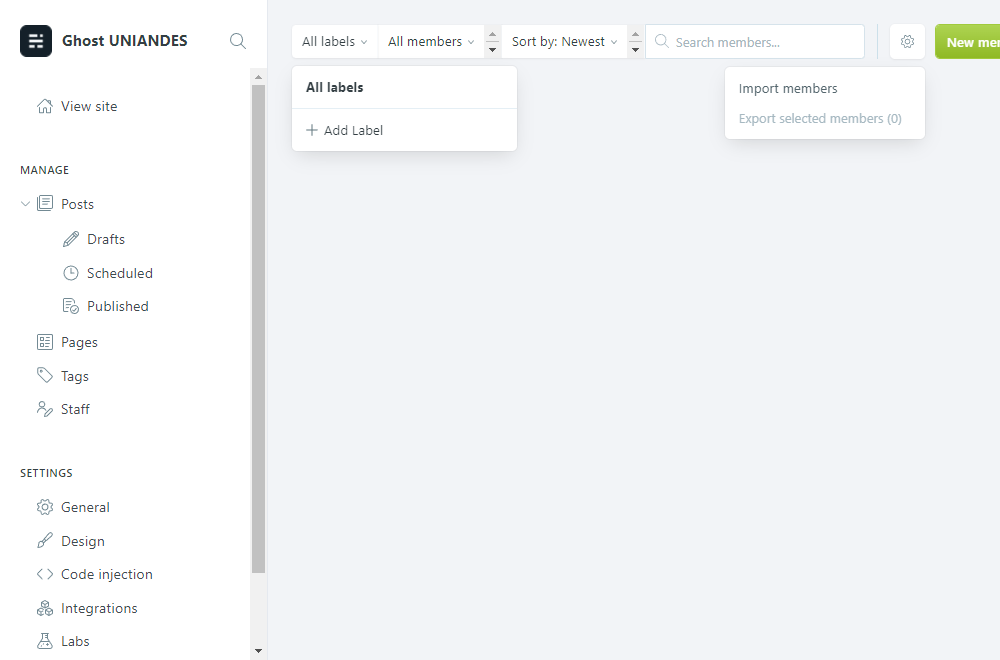 Ghost UNIANDES
View site
MANAGE
Posts
Drafts
Scheduled
Published
Pages
Tags
Staff
SETTINGS
General
Design
Code injection
Integrations
Labs
All labels
All members
Sort by: Newest
Search members...
New mem
All labels
Add Label
Import members
Export selected members (0)